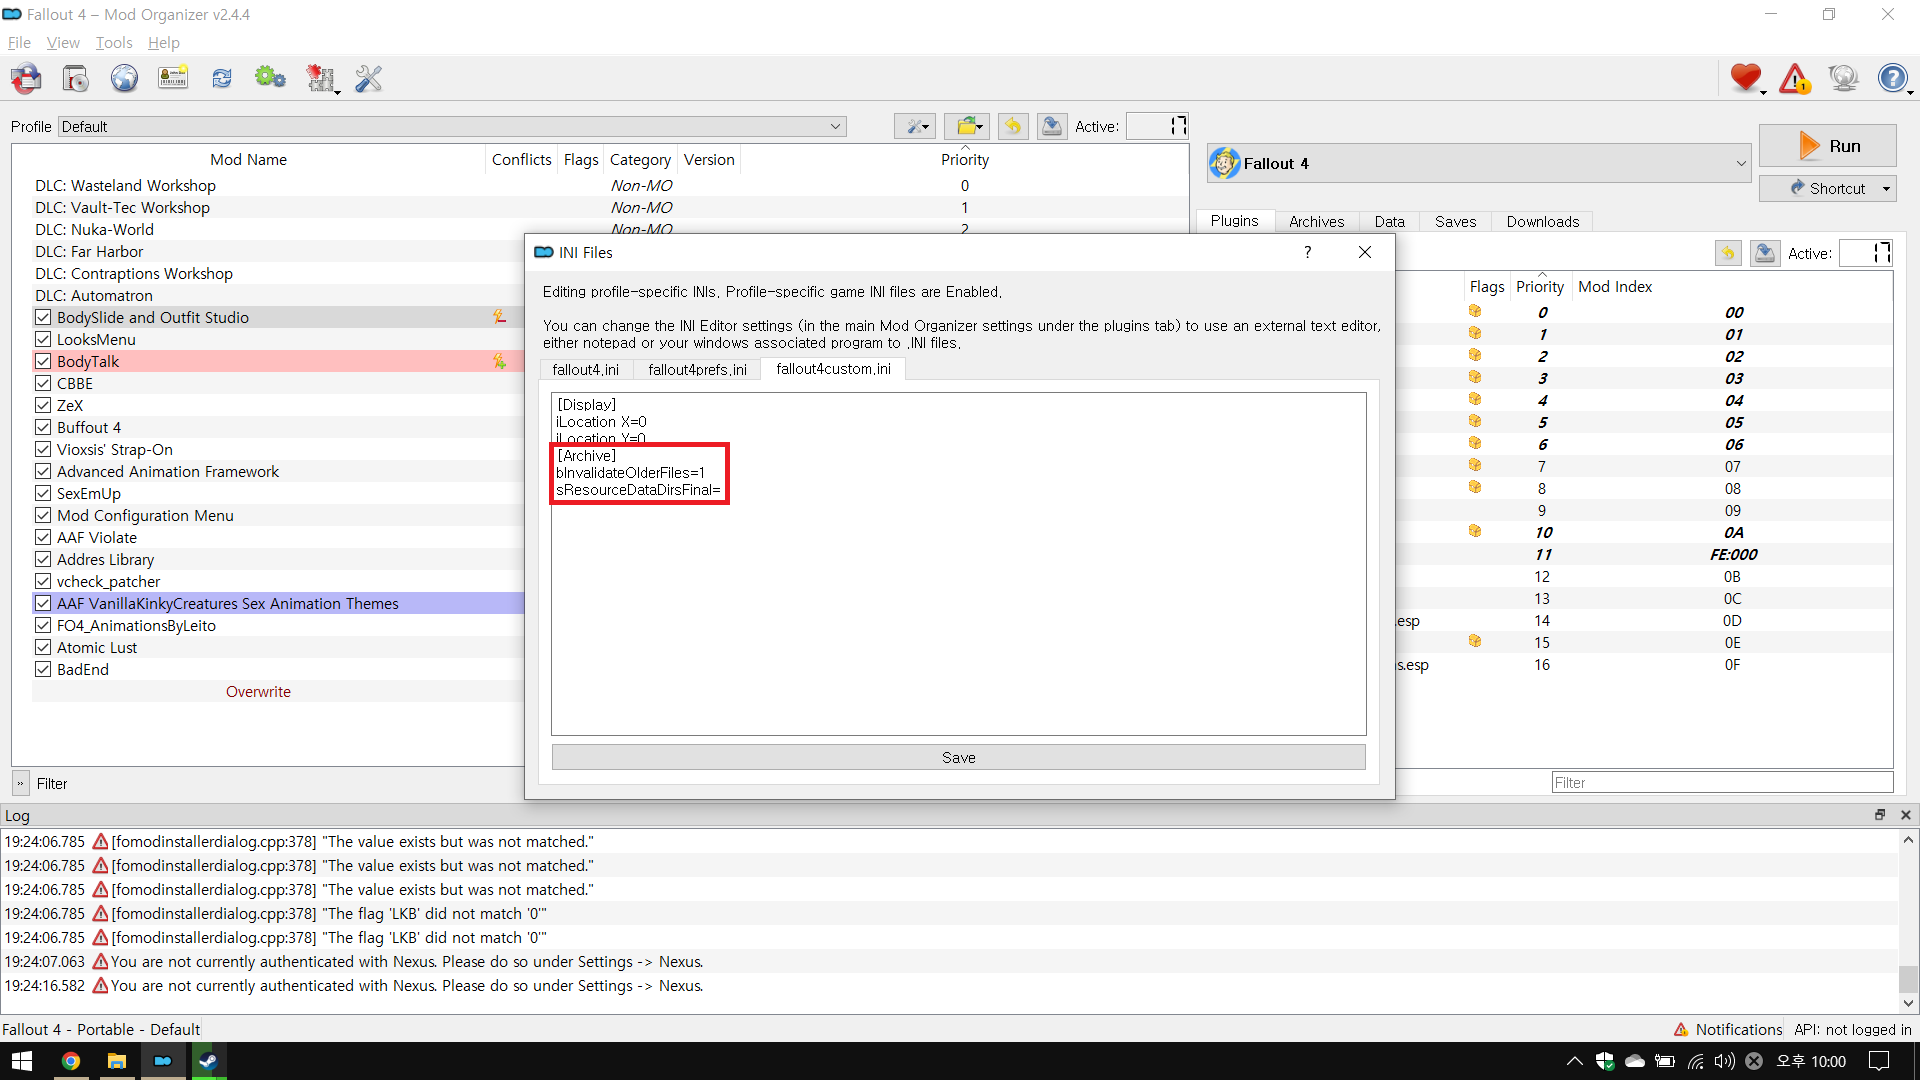 Fallout 4 – Mod Organizer v2.4.4
File View Tools Help
Profile Default
Active: 17
Mod Name Conflicts Flags Category Version Priority
DLC: Wasteland Workshop Non-MO 0
DLC: Vault-Tec Workshop Non-MO 1
DLC: Nuka-World Non-MO 2
DLC: Far Harbor
DLC: Contraptions Workshop
DLC: Automatron
BodySlide and Outfit Studio
LooksMenu
BodyTalk
CBBE
ZeX
Buffout 4
Vioxsis' Strap-On
Advanced Animation Framework
SexEmUp
Mod Configuration Menu
AAF Violate
Addres Library
vcheck_patcher
AAF VanillaKinkyCreatures Sex Animation Themes
FO4_AnimationsByLeito
Atomic Lust
BadEnd
Overwrite
Filter
Fallout 4
Run
Shortcut
Plugins Archives Data Saves Downloads
Active: 17
Flags Priority Mod Index
0 00
1 01
2 02
3 03
4 04
5 05
6 06
7 07
8 08
9 09
10 0A
11 FE:000
12 0B
13 0C
.esp 14 0D
15 0E
s.esp 16 0F
Filter
INI Files
?
Editing profile-specific INIs. Profile-specific game INI files are Enabled.
You can change the INI Editor settings (in the main Mod Organizer settings under the plugins tab) to use an external text editor,
either notepad or your windows associated program to .INI files.
fallout4.ini fallout4prefs.ini fallout4custom.ini
[Display]
iLocation X=0
iLocation Y=0
[Archive]
bInvalidateOlderFiles=1
sResourceDataDirsFinal=
Save
Log
19:24:06.785 [fomodinstallerdialog.cpp:378] "The value exists but was not matched."
19:24:06.785 [fomodinstallerdialog.cpp:378] "The value exists but was not matched."
19:24:06.785 [fomodinstallerdialog.cpp:378] "The value exists but was not matched."
19:24:06.785 [fomodinstallerdialog.cpp:378] "The flag 'LKB' did not match '0'"
19:24:06.785 [fomodinstallerdialog.cpp:378] "The flag 'LKB' did not match '0'"
19:24:07.063 You are not currently authenticated with Nexus. Please do so under Settings -> Nexus.
19:24:16.582 You are not currently authenticated with Nexus. Please do so under Settings -> Nexus.
Fallout 4 - Portable - Default
Notifications API: not logged in
오후 10:00